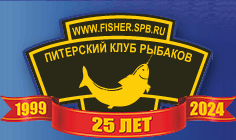 WWW.FISHER.SPB.RU
ПИТЕРСКИЙ КЛУБ РЫБАКОВ
1999 25 ЛЕТ 2024